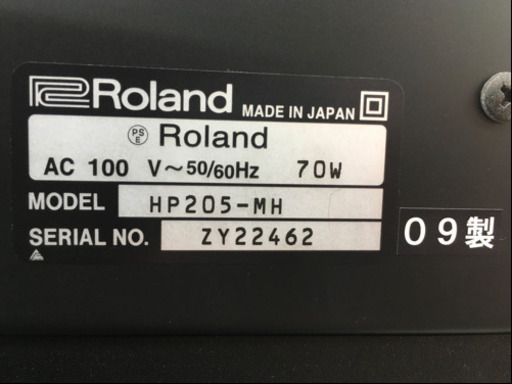 Roland MADE IN JAPAN
PS E Roland
AC 100 V~50/60Hz 70W
MODEL HP205-MH
SERIAL NO. ZY22462
09製